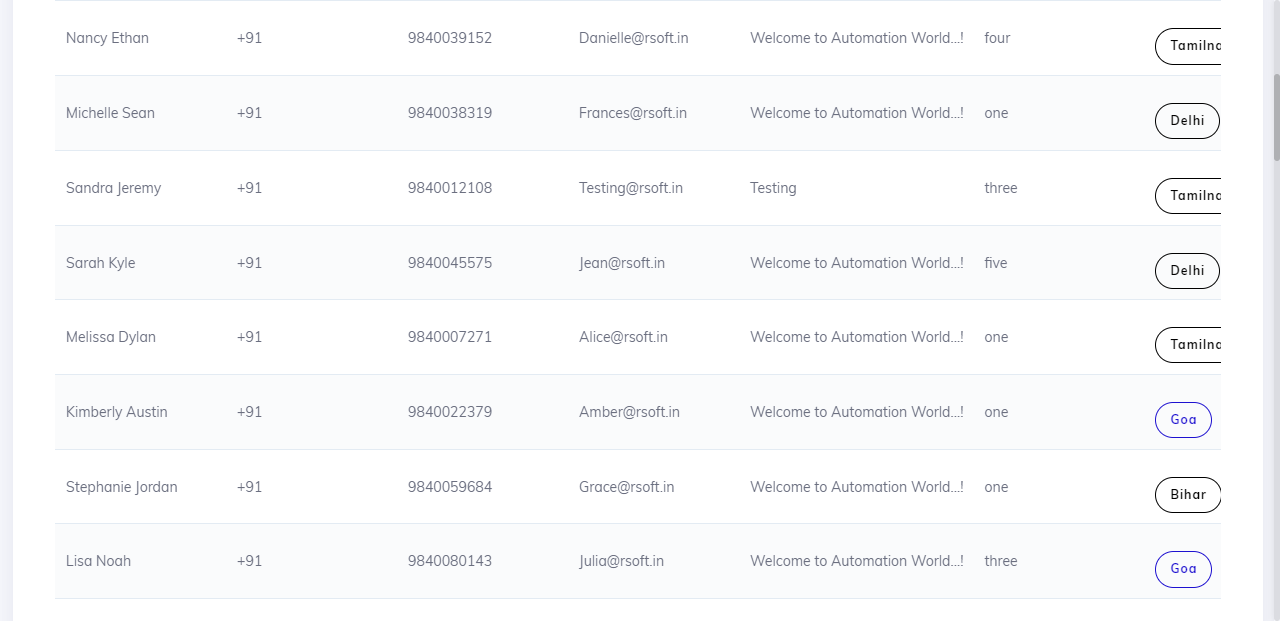 Nancy Ethan +91 9840039152 Danielle@rsoft.in Welcome to Automation World...! four Tamilna
Michelle Sean +91 9840038319 Frances@rsoft.in Welcome to Automation World...! one Delhi
Sandra Jeremy +91 9840012108 Testing@rsoft.in Testing three Tamilna
Sarah Kyle +91 9840045575 Jean@rsoft.in Welcome to Automation World...! five Delhi
Melissa Dylan +91 9840007271 Alice@rsoft.in Welcome to Automation World...! one Tamilna
Kimberly Austin +91 9840022379 Amber@rsoft.in Welcome to Automation World...! one Goa
Stephanie Jordan +91 9840059684 Grace@rsoft.in Welcome to Automation World...! one Bihar
Lisa Noah +91 9840080143 Julia@rsoft.in Welcome to Automation World...! three Goa